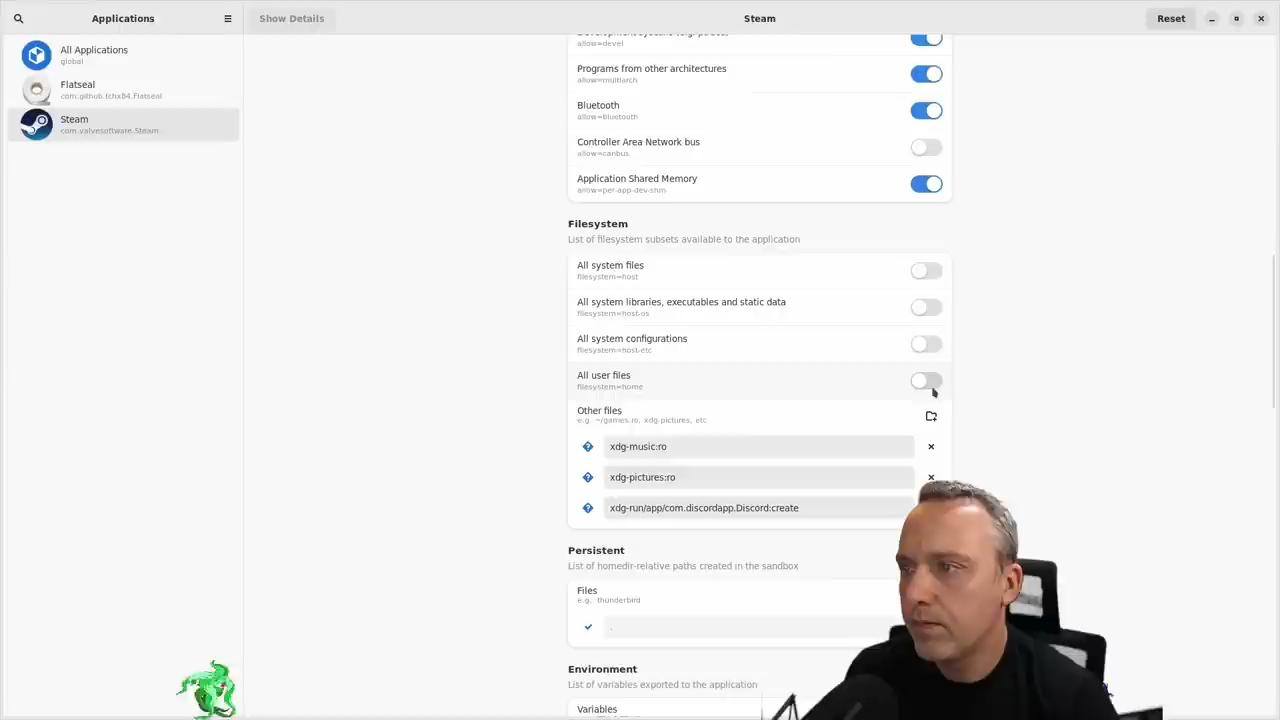 Applications
Show Details
Steam
Reset
All Applications
global
Flatseal
com.github.tchx84.Flatseal
Steam
com.valvesoftware.Steam
allow=devel
Programs from other architectures
allow=multiarch
Bluetooth
allow=bluetooth
Controller Area Network bus
allow=canbus
Application Shared Memory
allow=per-app-dev-shm
Filesystem
List of filesystem subsets available to the application
All system files
filesystem=host
All system libraries, executables and static data
filesystem=host-os
All system configurations
filesystem=host-etc
All user files
filesystem=home
Other files
e.g. ~/games:ro, xdg-pictures, etc
xdg-music:ro
xdg-pictures:ro
xdg-run/app/com.discordapp.Discord:create
Persistent
List of homedir-relative paths created in the sandbox
Files
e.g. .thunderbird
.
Environment
List of variables exported to the application
Variables